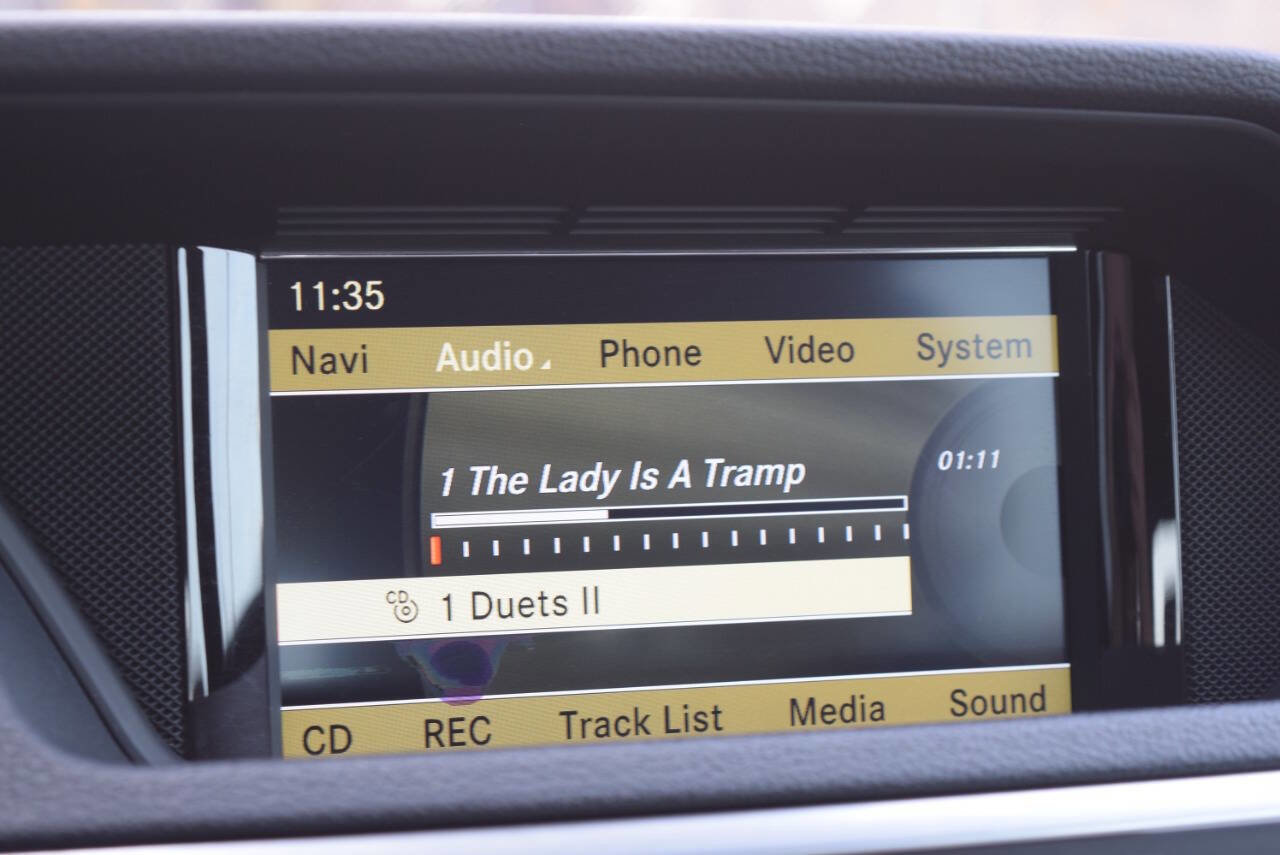 11:35
Navi Audio Phone Video System
1 The Lady Is A Tramp 01:11
CD 1 Duets II
CD REC Track List Media Sound